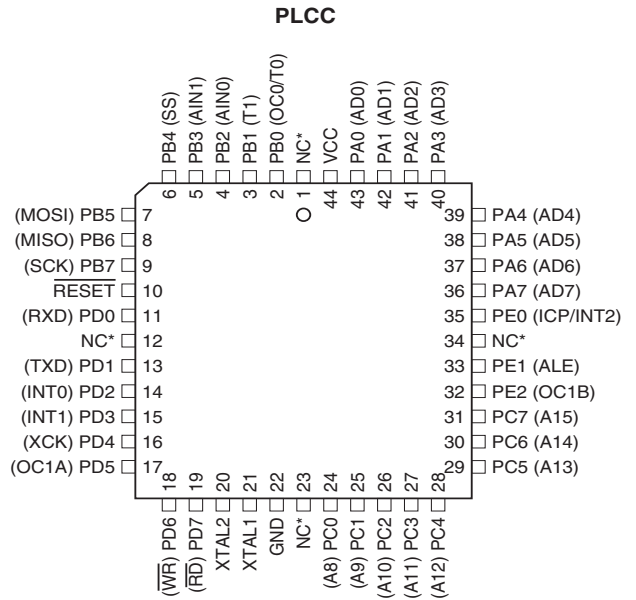 PLCC
PB4 (SS)
PB3 (AIN1)
PB2 (AIN0)
PB1 (T1)
PB0 (OC0/T0)
NC*
VCC
PA0 (AD0)
PA1 (AD1)
PA2 (AD2)
PA3 (AD3)
6
5
4
3
2
1
44
43
42
41
40
(MOSI) PB5 7
(MISO) PB6 8
(SCK) PB7 9
RESET 10
(RXD) PD0 11
NC* 12
(TXD) PD1 13
(INT0) PD2 14
(INT1) PD3 15
(XCK) PD4 16
(OC1A) PD5 17
39 PA4 (AD4)
38 PA5 (AD5)
37 PA6 (AD6)
36 PA7 (AD7)
35 PE0 (ICP/INT2)
34 NC*
33 PE1 (ALE)
32 PE2 (OC1B)
31 PC7 (A15)
30 PC6 (A14)
29 PC5 (A13)
18
19
20
21
22
23
24
25
26
27
28
(WR) PD6
(RD) PD7
XTAL2
XTAL1
GND
NC*
(A8) PC0
(A9) PC1
(A10) PC2
(A11) PC3
(A12) PC4